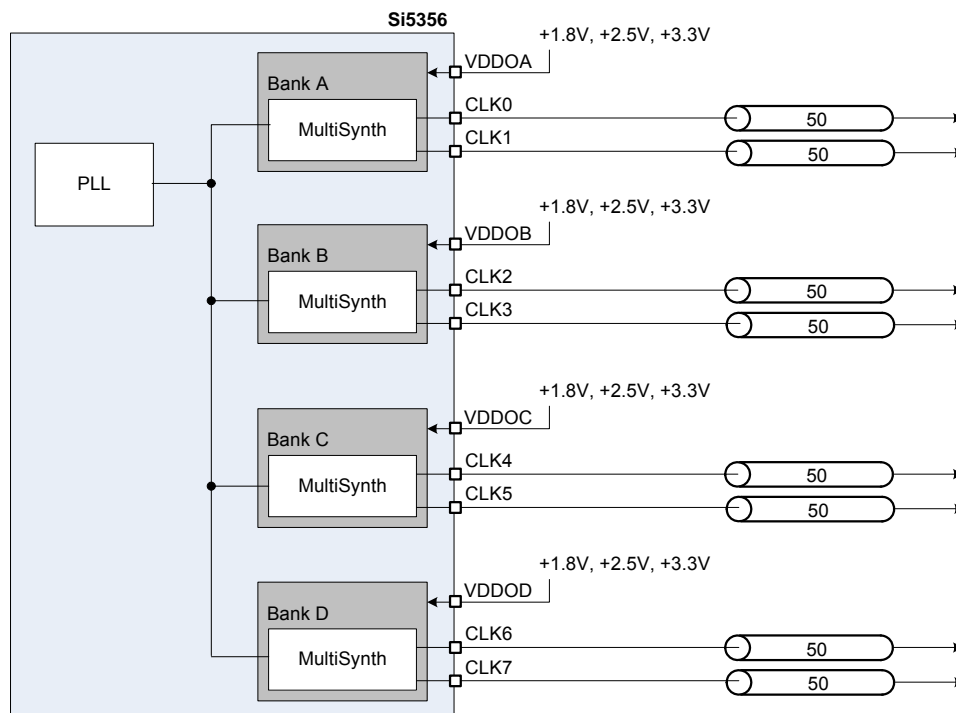 Si5356
+1.8V, +2.5V, +3.3V
VDDOA
Bank A
MultiSynth
CLK0
50
CLK1
50
PLL
+1.8V, +2.5V, +3.3V
VDDOB
Bank B
MultiSynth
CLK2
50
CLK3
50
+1.8V, +2.5V, +3.3V
VDDOC
Bank C
MultiSynth
CLK4
50
CLK5
50
+1.8V, +2.5V, +3.3V
VDDOD
Bank D
MultiSynth
CLK6
50
CLK7
50